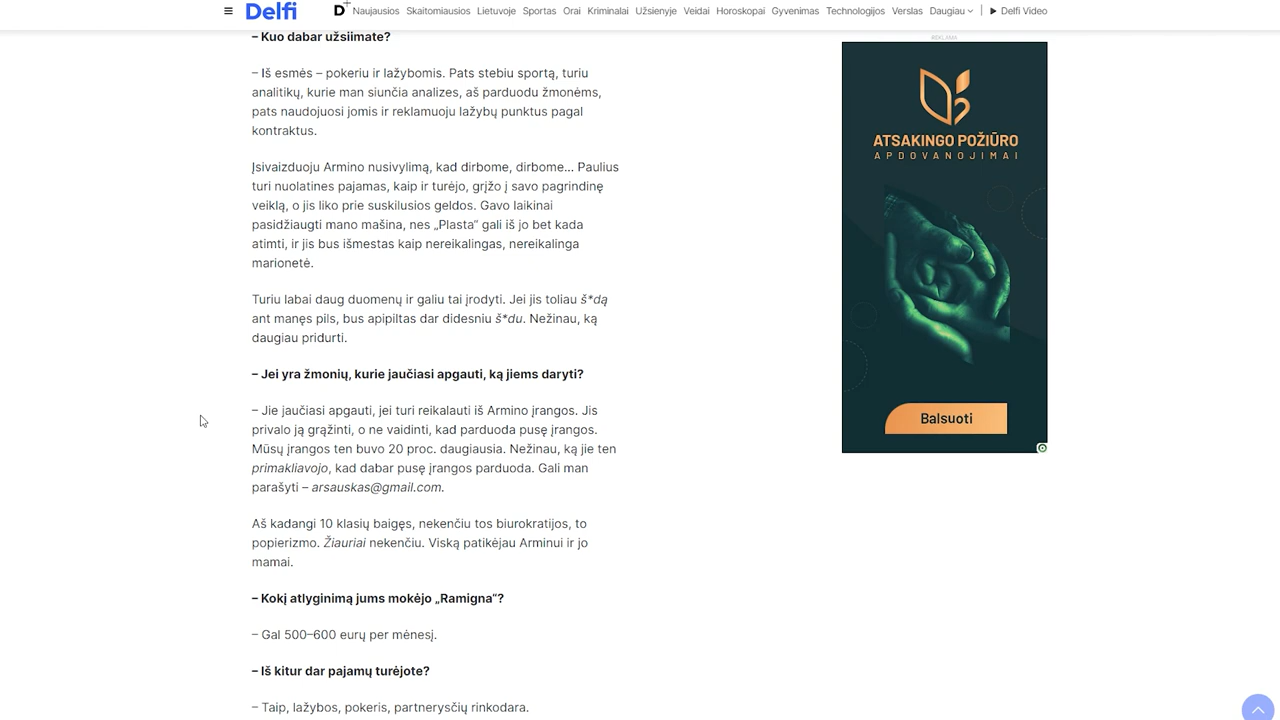 Delfi
D+ Naujausios Skaitomiausios Lietuvoje Sportas Orai Kriminalai Užsienyje Veidai Horoskopai Gyvenimas Technologijos Verslas Daugiau Delfi Video
– Kuo dabar užsiimate?
– Iš esmės – pokeriu ir lažybomis. Pats stebiu sportą, turiu
analitikų, kurie man siunčia analizes, aš parduodu žmonėms,
pats naudojuosi jomis ir reklamuoju lažybų punktus pagal
kontraktus.
Įsivaizduoju Armino nusivylimą, kad dirbome, dirbome... Paulius
turi nuolatines pajamas, kaip ir turėjo, grįžo į savo pagrindinę
veiklą, o jis liko prie suskilusios geldos. Gavo laikinai
pasidžiaugti mano mašina, nes „Plasta“ gali iš jo bet kada
atimti, ir jis bus išmestas kaip nereikalingas, nereikalinga
marionetė.
Turiu labai daug duomenų ir galiu tai įrodyti. Jei jis toliau š*dą
ant manęs pils, bus apipiltas dar didesniu š*du. Nežinau, ką
daugiau pridurti.
– Jei yra žmonių, kurie jaučiasi apgauti, ką jiems daryti?
– Jie jaučiasi apgauti, jei turi reikalauti iš Armino įrangos. Jis
privalo ją grąžinti, o ne vaidinti, kad parduoda pusę įrangos.
Mūsų įrangos ten buvo 20 proc. daugiausia. Nežinau, ką jie ten
primakliavojo, kad dabar pusę įrangos parduoda. Gali man
parašyti – arsauskas@gmail.com.
Aš kadangi 10 klasių baigęs, nekenčiu tos biurokratijos, to
popierizmo. Žiauriai nekenčiu. Viską patikėjau Arminui ir jo
mamai.
– Kokį atlyginimą jums mokėjo „Ramigna“?
– Gal 500–600 eurų per mėnesį.
– Iš kitur dar pajamų turėjote?
– Taip, lažybos, pokeris, partnerysčių rinkodara.
REKLAMA
ATSAKINGO POŽIŪRO
APDOVANOJIMAI
Balsuoti